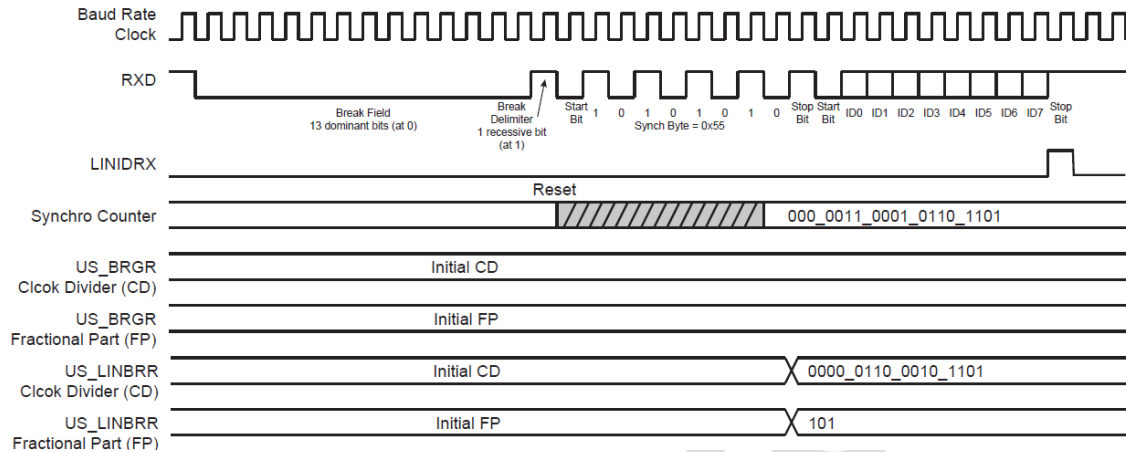 Baud Rate
Clock
RXD
Break Field
13 dominant bits (at 0)
Break
Delimiter
1 recessive bit
(at 1)
Start
Bit
1 0 1 0 1 0 1 0
Synch Byte = 0x55
Stop
Bit
Start
Bit
ID0 ID1 ID2 ID3 ID4 ID5 ID6 ID7
Stop
Bit
LINIDRX
Reset
Synchro Counter
000_0011_0001_0110_1101
US_BRGR
Clcok Divider (CD)
Initial CD
US_BRGR
Fractional Part (FP)
Initial FP
US_LINBRR
Clcok Divider (CD)
Initial CD
0000_0110_0010_1101
US_LINBRR
Fractional Part (FP)
Initial FP
101